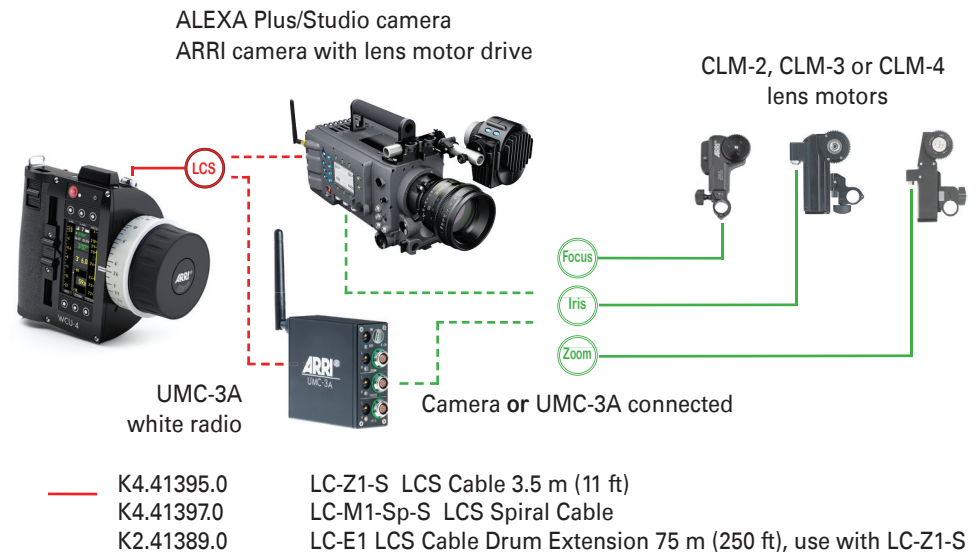 ALEXA Plus/Studio camera
ARRI camera with lens motor drive
CLM-2, CLM-3 or CLM-4
lens motors
LCS
ARRI
Focus
Iris
Zoom
ARRI®
WCU-4
ARRI®
UMC-3A
UMC-3A
white radio
Camera or UMC-3A connected
K4.41395.0 LC-Z1-S LCS Cable 3.5 m (11 ft)
K4.41397.0 LC-M1-Sp-S LCS Spiral Cable
K2.41389.0 LC-E1 LCS Cable Drum Extension 75 m (250 ft), use with LC-Z1-S